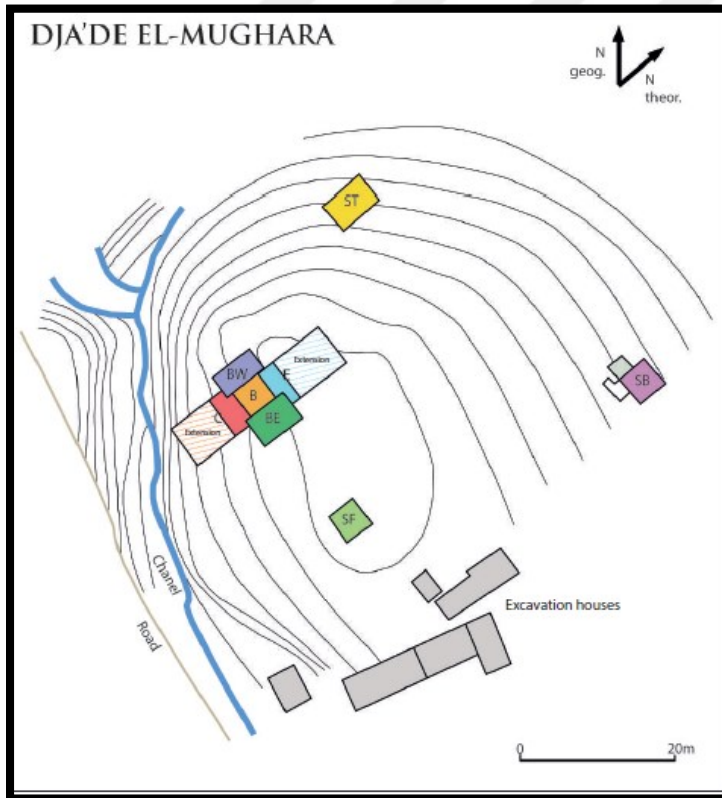 DJA'DE EL-MUGHARA
N
geog.
N
theor.
ST
Extension
BW
E
B
SB
C
BE
Extension
SF
Chanel
Excavation houses
Road
0
20m